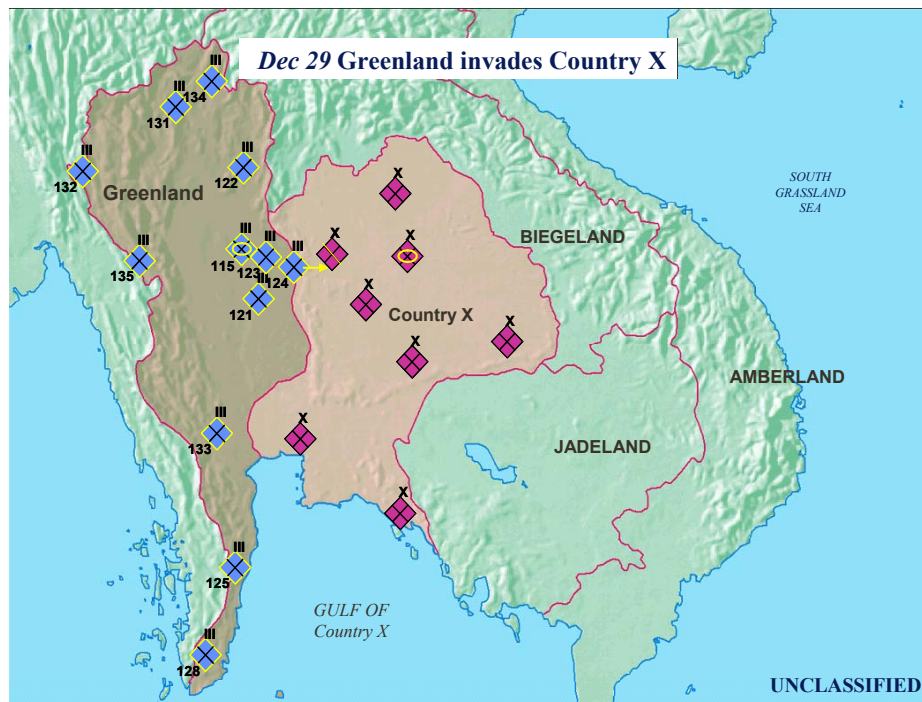 Dec 29 Greenland invades Country X
III
134
III
131
III
132
Greenland
III
122
X
SOUTH
GRASSLAND
SEA
III
135
III
115
III
123
III
124
X
X
BIEGELAND
III
121
X
Country X
X
X
AMBERLAND
III
133
X
JADELAND
X
III
125
GULF OF
Country X
III
128
UNCLASSIFIED